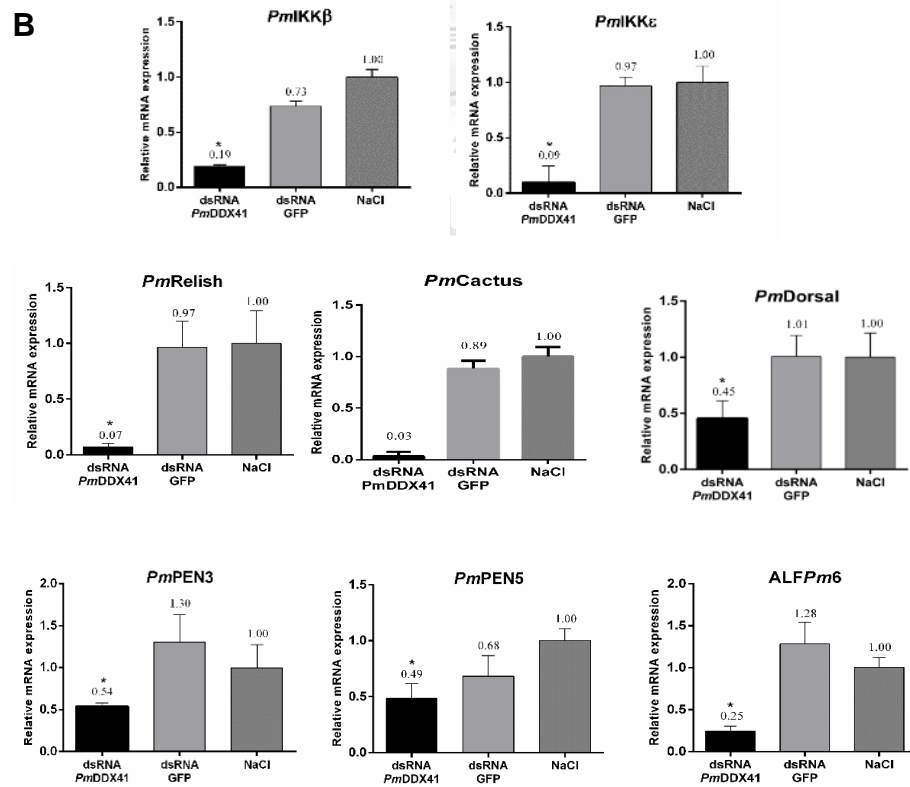 B
PmIKKβ
Relative mRNA expression
1.5
1.0
0.5
0.0
*
0.19
0.73
1.00
dsRNA
PmDDX41
dsRNA
GFP
NaCl
PmIKKε
Relative mRNA expression
1.5
1.0
0.5
0.0
*
0.09
0.97
1.00
dsRNA
PmDDX41
dsRNA
GFP
NaCl
PmRelish
Relative mRNA expression
1.5
1.0
0.5
0.0
*
0.07
0.97
1.00
dsRNA
PmDDX41
dsRNA
GFP
NaCl
PmCactus
Relative mRNA expression
1.5
1.0
0.5
0.0
0.03
0.89
1.00
dsRNA
PmDDX41
dsRNA
GFP
NaCl
PmDorsal
Relative mRNA expression
1.5
1.0
0.5
0.0
*
0.45
1.01
1.00
dsRNA
PmDDX41
dsRNA
GFP
NaCl
PmPEN3
Relative mRNA expression
2.0
1.5
1.0
0.5
0.0
*
0.54
1.30
1.00
dsRNA
PmDDX41
dsRNA
GFP
NaCl
PmPEN5
Relative mRNA expression
1.5
1.0
0.5
0.0
*
0.49
0.68
1.00
dsRNA
PmDDX41
dsRNA
GFP
NaCl
ALFPm6
Relative mRNA expression
2.0
1.5
1.0
0.5
0.0
*
0.25
1.28
1.00
dsRNA
PmDDX41
dsRNA
GFP
NaCl